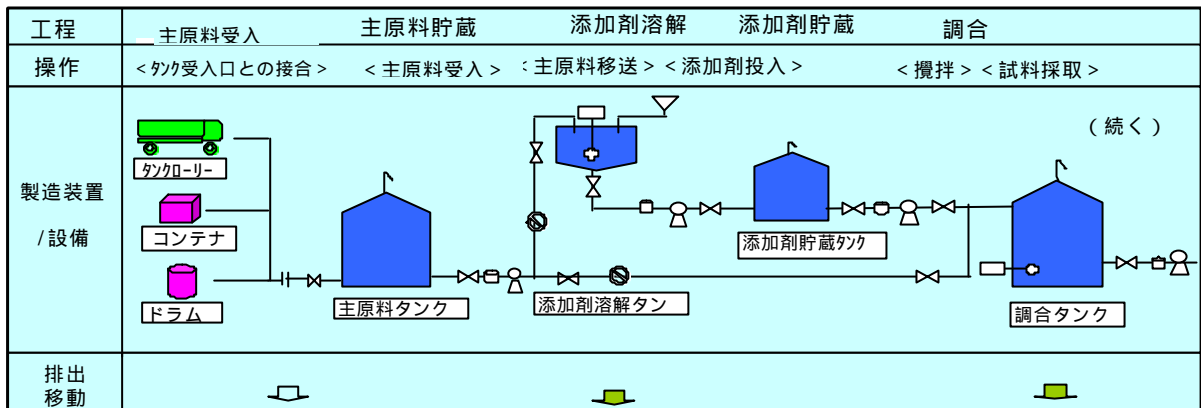 工程 主原料受入 主原料貯蔵 添加剤溶解 添加剤貯蔵 調合
操作 <ﾀﾝｸ受入口との接合> <主原料受入> <主原料移送> <添加剤投入> <攪拌> <試料採取>
(続く)
製造装置
/設備
ﾀﾝｸﾛｰﾘｰ
コンテナ
ドラム
主原料タンク
添加剤溶解タン
添加剤貯蔵ﾀﾝｸ
調合タンク
排出
移動